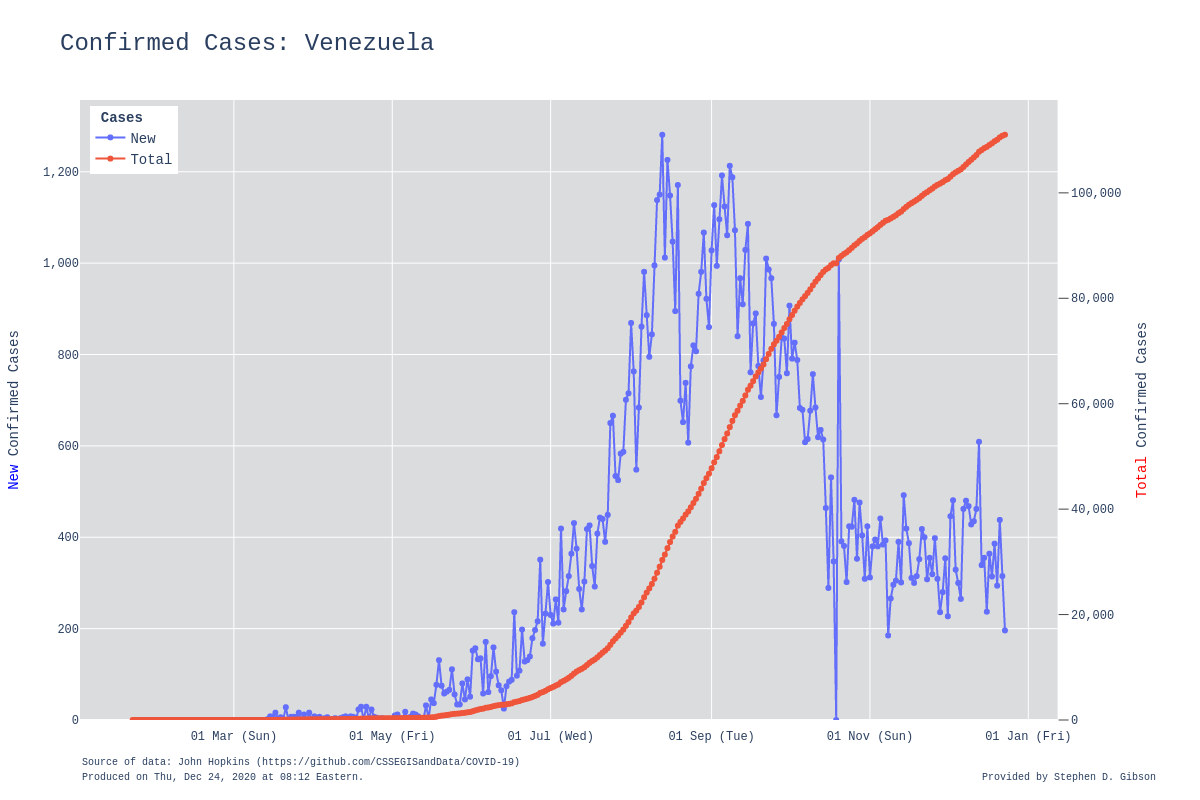 Confirmed Cases: Venezuela
Cases
New
Total
1,200
1,000
800
600
400
200
0
New Confirmed Cases
100,000
80,000
60,000
40,000
20,000
0
Total Confirmed Cases
01 Mar (Sun)
01 May (Fri)
01 Jul (Wed)
01 Sep (Tue)
01 Nov (Sun)
01 Jan (Fri)
Source of data: John Hopkins (https://github.com/CSSEGISandData/COVID-19)
Produced on Thu, Dec 24, 2020 at 08:12 Eastern.
Provided by Stephen D. Gibson